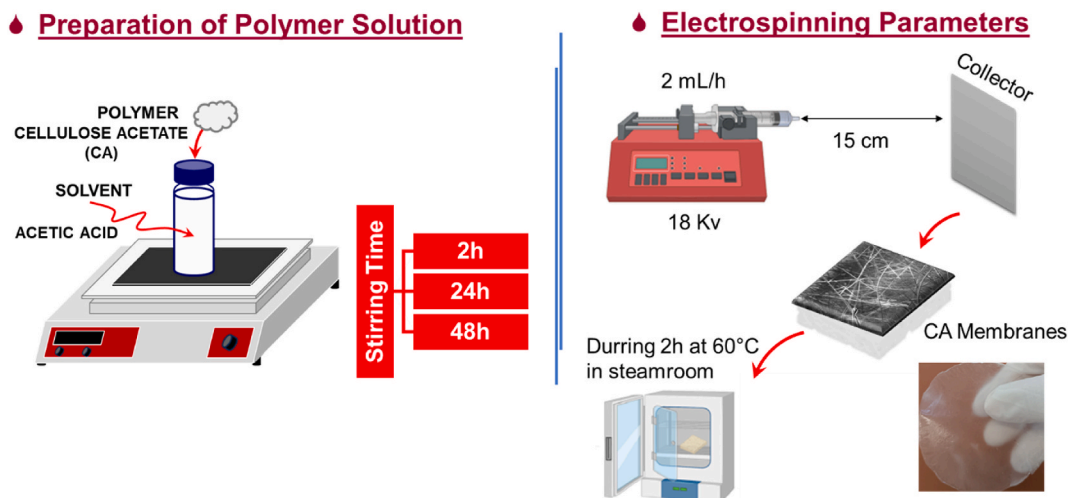 Preparation of Polymer Solution
POLYMER
CELLULOSE ACETATE
(CA)
SOLVENT
ACETIC ACID
Stirring Time
2h
24h
48h
Electrospinning Parameters
2 mL/h
15 cm
18 Kv
Collector
CA Membranes
Durring 2h at 60°C
in steamroom